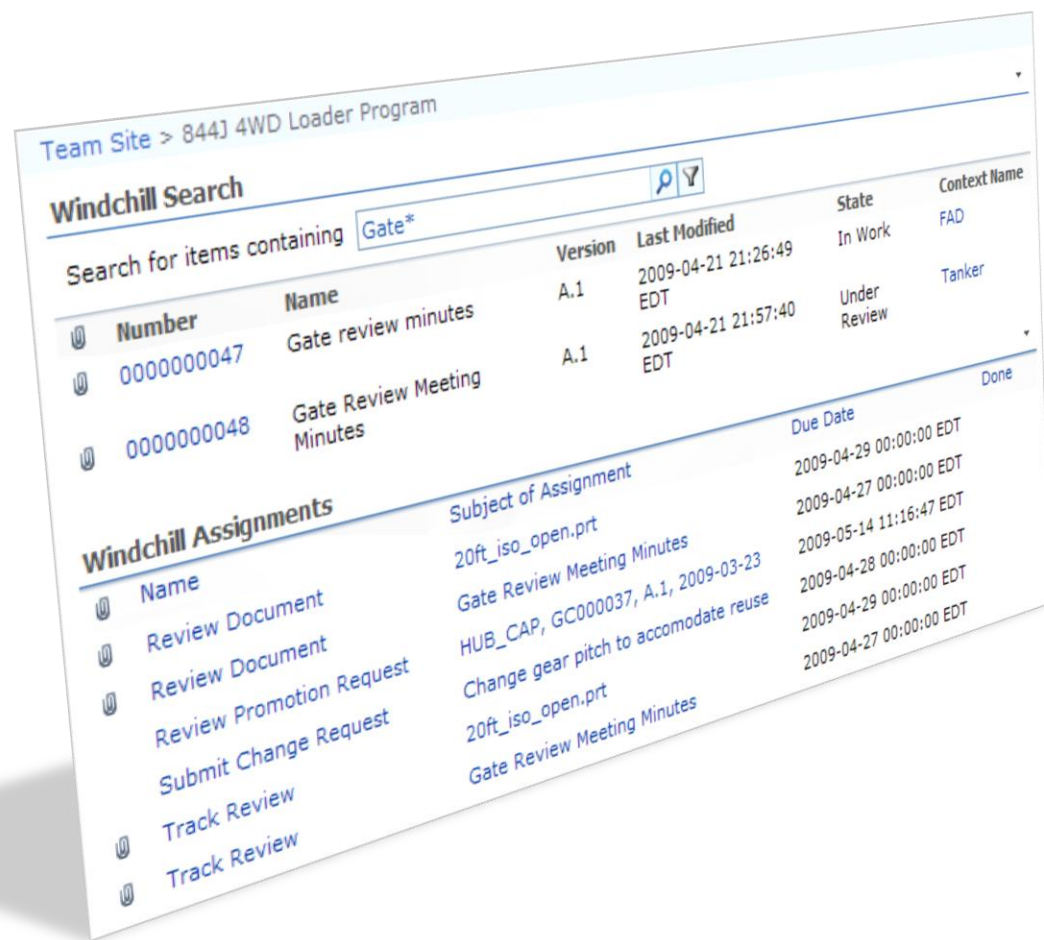 Team Site > 844J 4WD Loader Program
Windchill Search
Search for items containing Gate*
Number Name Version Last Modified State Context Name
0000000047 Gate review minutes A.1 2009-04-21 21:26:49 In Work FAD
EDT
0000000048 Gate Review Meeting A.1 2009-04-21 21:57:40 Under Tanker
Minutes EDT Review
Windchill Assignments
Name Subject of Assignment Due Date Done
Review Document 20ft_iso_open.prt 2009-04-29 00:00:00 EDT
Review Document Gate Review Meeting Minutes 2009-04-27 00:00:00 EDT
Review Promotion Request HUB_CAP, GC000037, A.1, 2009-03-23 2009-05-14 11:16:47 EDT
Submit Change Request Change gear pitch to accomodate reuse 2009-04-28 00:00:00 EDT
Track Review 20ft_iso_open.prt 2009-04-29 00:00:00 EDT
Track Review Gate Review Meeting Minutes 2009-04-27 00:00:00 EDT